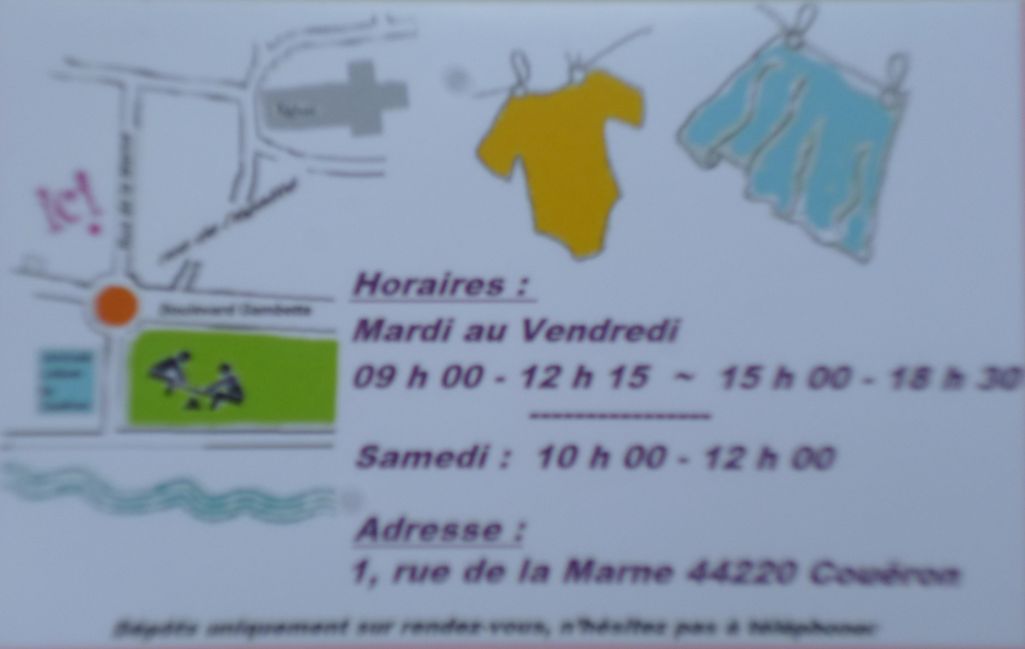 Ici!
Rue de la Marne
Boulevard Gambetta
Horaires :
Mardi au Vendredi
09 h 00 - 12 h 15 ~ 15 h 00 - 18 h 30
-----------------
Samedi : 10 h 00 - 12 h 00
Adresse :
1, rue de la Marne 44220 Couëron
Dépôts uniquement sur rendez-vous, n'hésitez pas à téléphoner